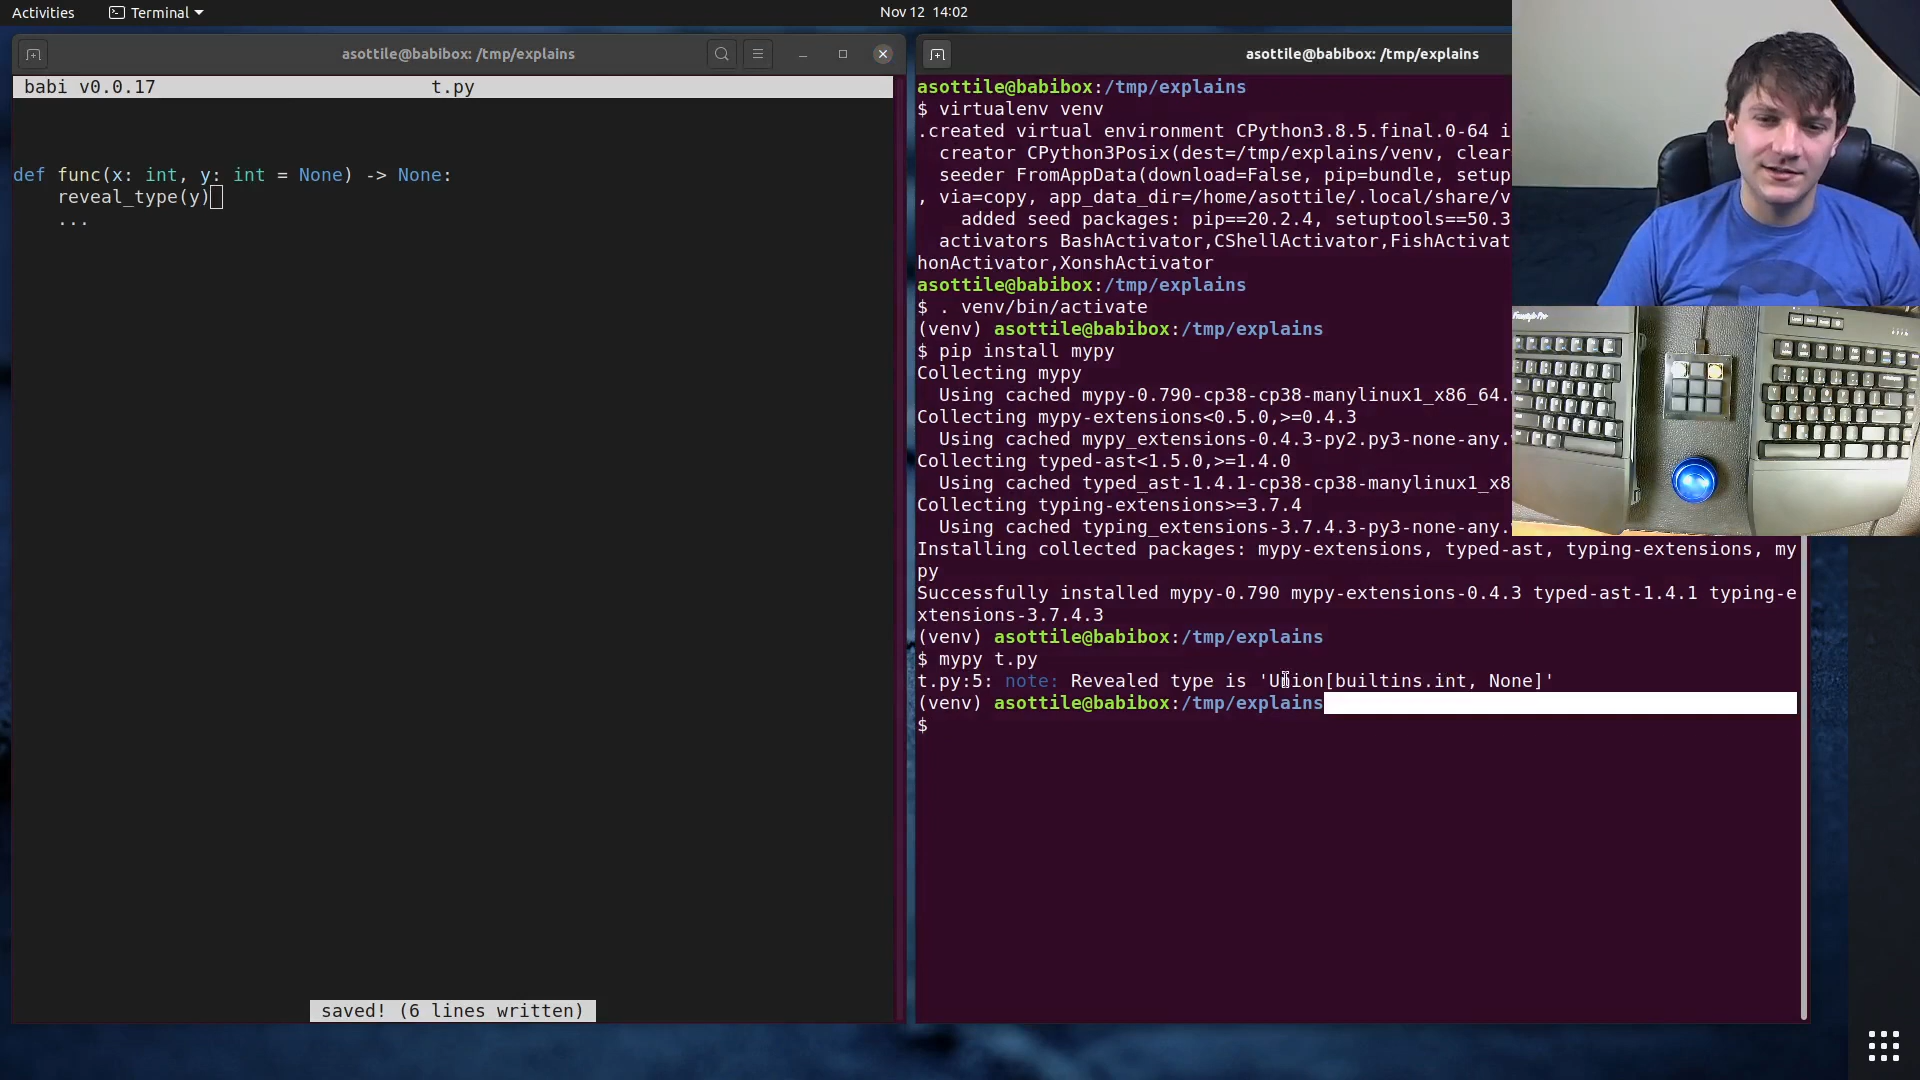 Activities
Terminal
Nov 12 14:02
asottile@babibox: /tmp/explains
babi v0.0.17 t.py
def func(x: int, y: int = None) -> None:
    reveal_type(y)
    ...
saved! (6 lines written)
asottile@babibox: /tmp/explains
asottile@babibox:/tmp/explains
$ virtualenv venv
.created virtual environment CPython3.8.5.final.0-64 i
  creator CPython3Posix(dest=/tmp/explains/venv, clear
  seeder FromAppData(download=False, pip=bundle, setup
, via=copy, app_data_dir=/home/asottile/.local/share/v
    added seed packages: pip==20.2.4, setuptools==50.3
  activators BashActivator,CShellActivator,FishActivat
honActivator,XonshActivator
asottile@babibox:/tmp/explains
$ . venv/bin/activate
(venv) asottile@babibox:/tmp/explains
$ pip install mypy
Collecting mypy
  Using cached mypy-0.790-cp38-cp38-manylinux1_x86_64.
Collecting mypy-extensions<0.5.0,>=0.4.3
  Using cached mypy_extensions-0.4.3-py2.py3-none-any.
Collecting typed-ast<1.5.0,>=1.4.0
  Using cached typed_ast-1.4.1-cp38-cp38-manylinux1_x8
Collecting typing-extensions>=3.7.4
  Using cached typing_extensions-3.7.4.3-py3-none-any.
Installing collected packages: mypy-extensions, typed-ast, typing-extensions, my
py
Successfully installed mypy-0.790 mypy-extensions-0.4.3 typed-ast-1.4.1 typing-e
xtensions-3.7.4.3
(venv) asottile@babibox:/tmp/explains
$ mypy t.py
t.py:5: note: Revealed type is 'Union[builtins.int, None]'
(venv) asottile@babibox:/tmp/explains
$
Freestyle Pro